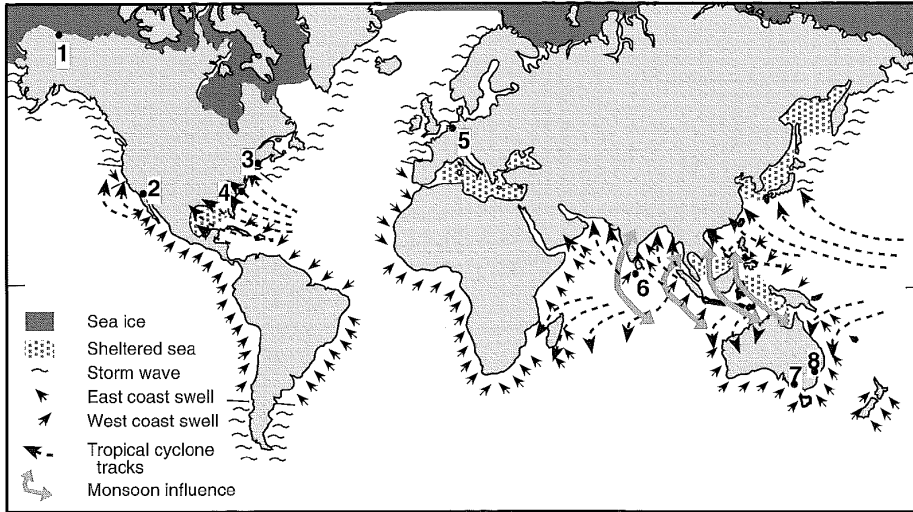 1
5
3
2
4
6
7
8
Sea ice
Sheltered sea
Storm wave
East coast swell
West coast swell
Tropical cyclone
tracks
Monsoon influence